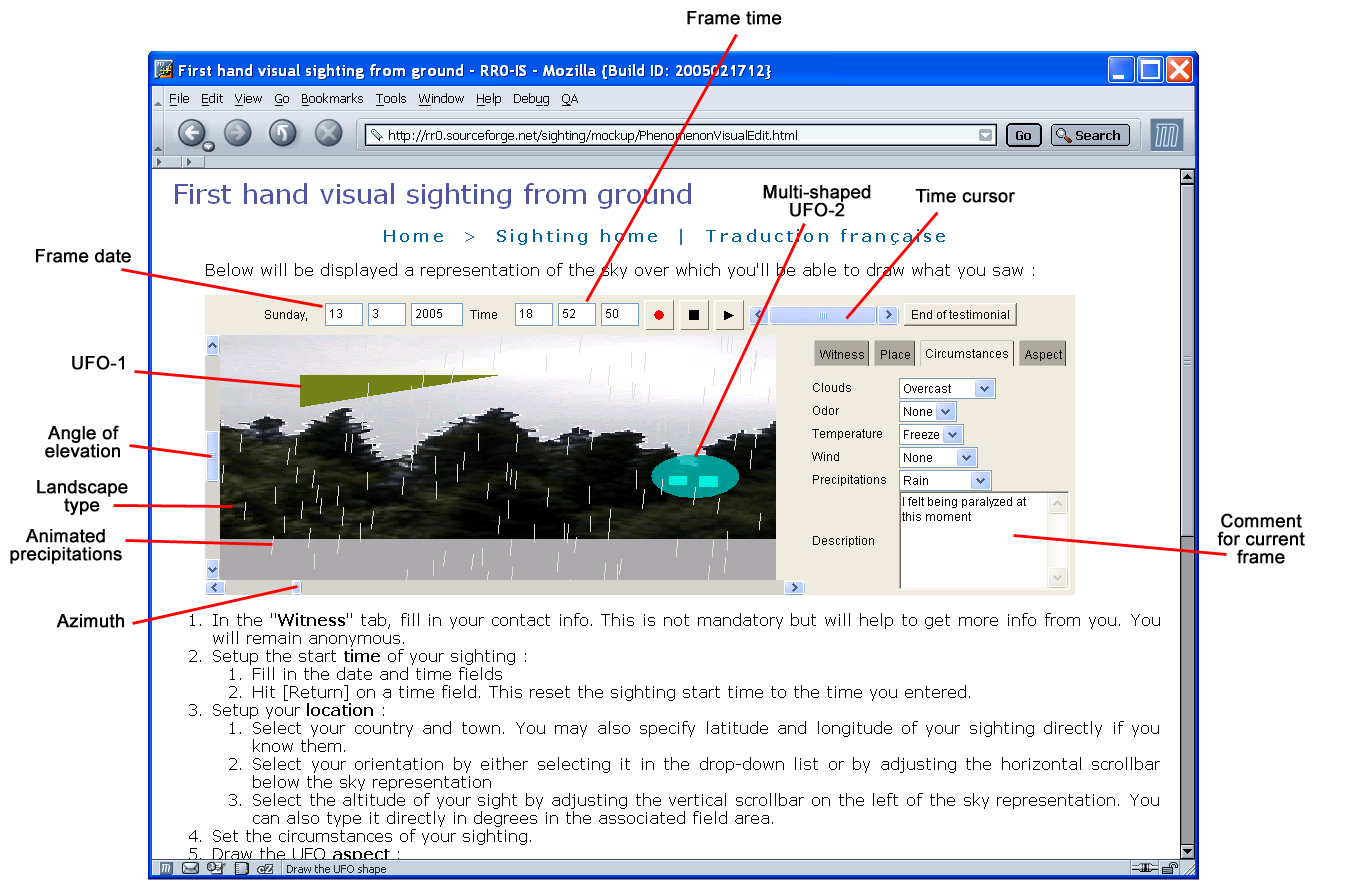 Frame time
First hand visual sighting from ground - RR0-IS - Mozilla {Build ID: 2005021712}
File Edit View Go Bookmarks Tools Window Help Debug QA
http://rr0.sourceforge.net/sighting/mockup/PhenomenonVisualEdit.html Go Search
First hand visual sighting from ground
Multi-shaped
UFO-2
Time cursor
Home > Sighting home | Traduction française
Frame date
Below will be displayed a representation of the sky over which you'll be able to draw what you saw :
Sunday, 13 3 2005 Time 18 52 50 End of testimonial
UFO-1
Witness Place Circumstances Aspect
Clouds Overcast
Odor None
Temperature Freeze
Wind None
Precipitations Rain
Description
I felt being paralyzed at
this moment
Angle of
elevation
Landscape
type
Animated
precipitations
Azimuth
Comment
for current
frame
1. In the "Witness" tab, fill in your contact info. This is not mandatory but will help to get more info from you. You
will remain anonymous.
2. Setup the start time of your sighting :
1. Fill in the date and time fields
2. Hit [Return] on a time field. This reset the sighting start time to the time you entered.
3. Setup your location :
1. Select your country and town. You may also specify latitude and longitude of your sighting directly if you
know them.
2. Select your orientation by either selecting it in the drop-down list or by adjusting the horizontal scrollbar
below the sky representation
3. Select the altitude of your sight by adjusting the vertical scrollbar on the left of the sky representation. You
can also type it directly in degrees in the associated field area.
4. Set the circumstances of your sighting.
5. Draw the UFO aspect :
Draw the UFO shape